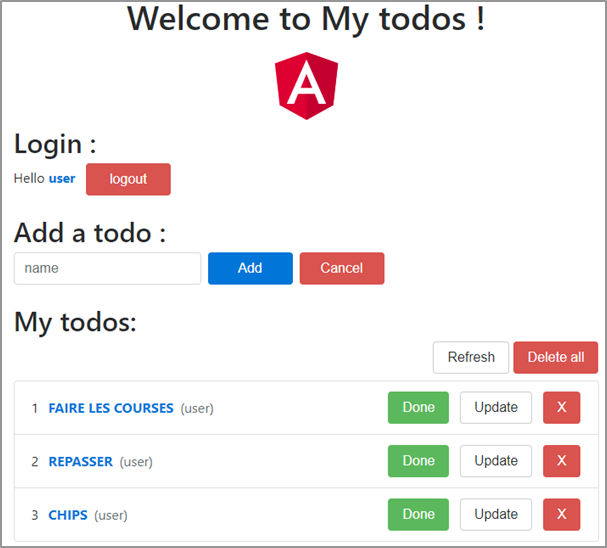 Welcome to My todos !
A
Login :
Hello user logout
Add a todo :
name Add Cancel
My todos:
Refresh Delete all
1 FAIRE LES COURSES (user) Done Update X
2 REPASSER (user) Done Update X
3 CHIPS (user) Done Update X